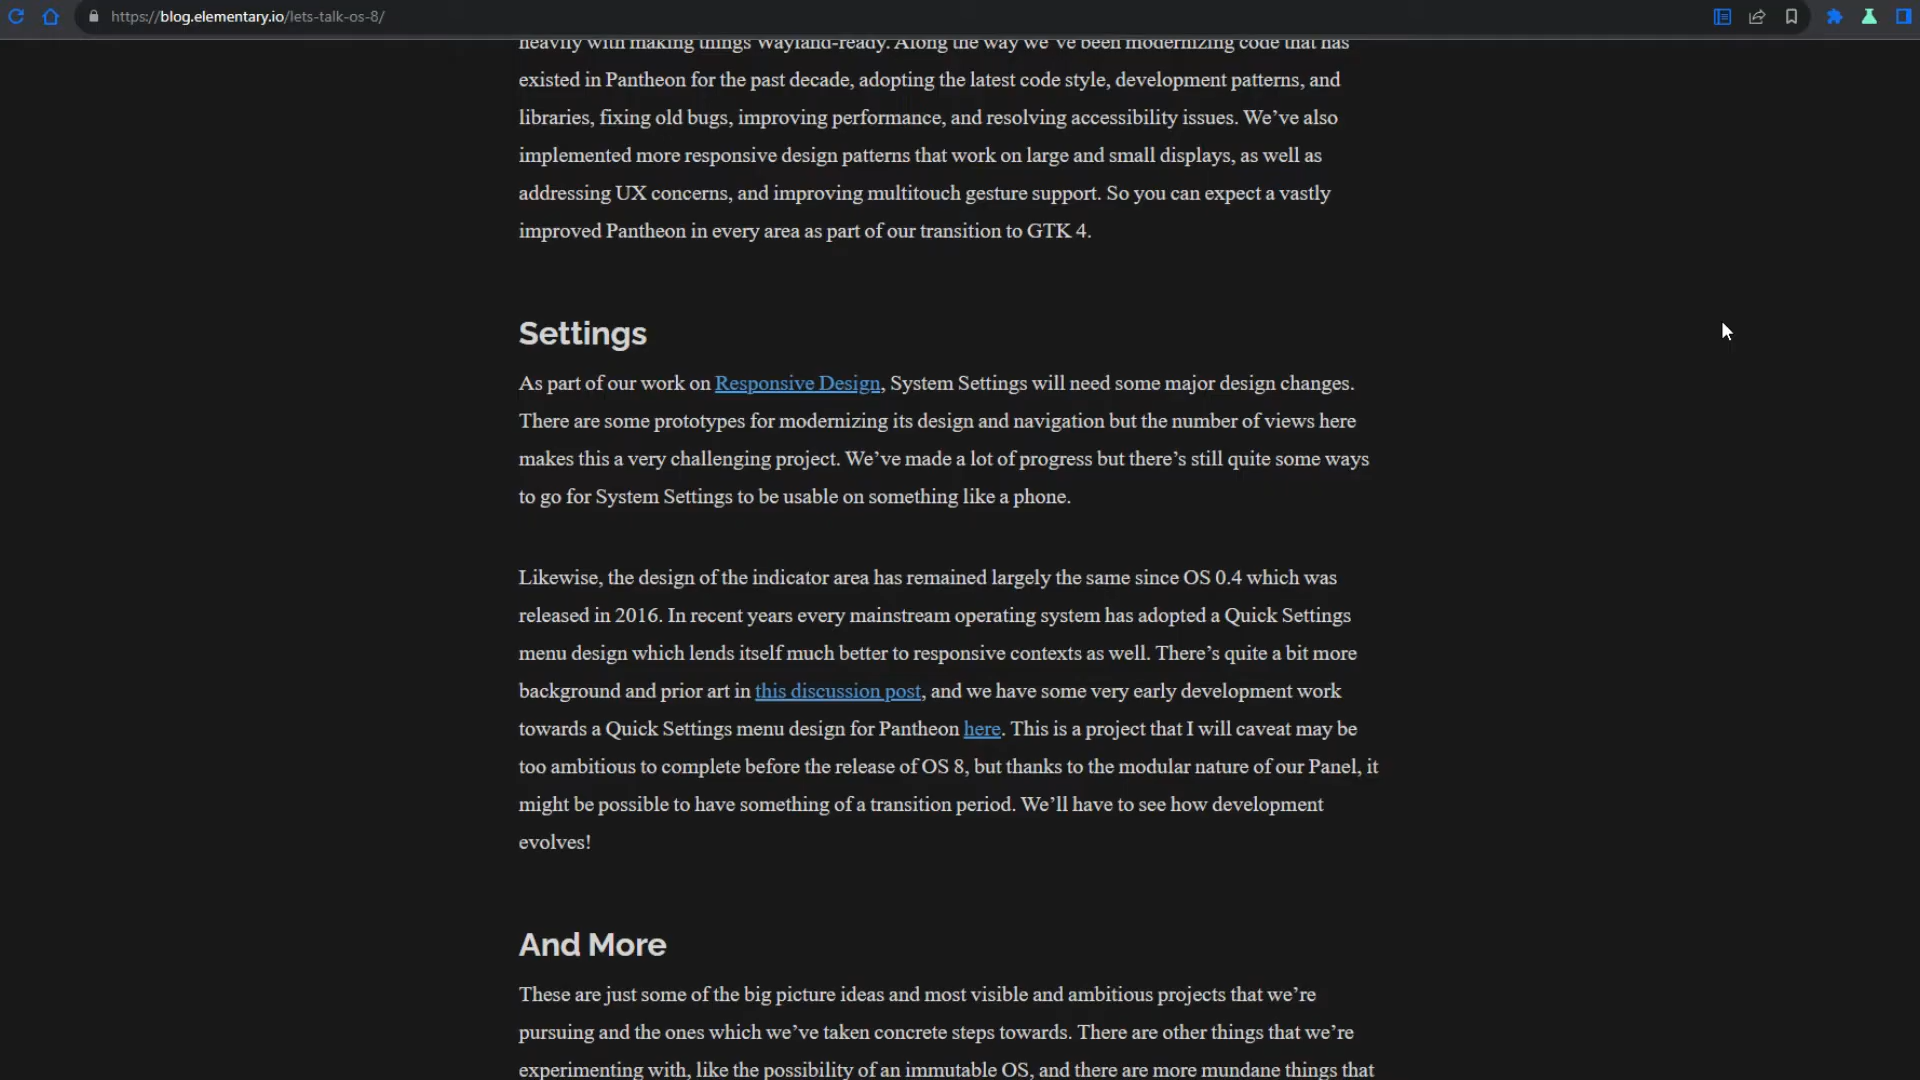 https://blog.elementary.io/lets-talk-os-8/
heavily with making things Wayland-ready. Along the way we’ve been modernizing code that has
existed in Pantheon for the past decade, adopting the latest code style, development patterns, and
libraries, fixing old bugs, improving performance, and resolving accessibility issues. We’ve also
implemented more responsive design patterns that work on large and small displays, as well as
addressing UX concerns, and improving multitouch gesture support. So you can expect a vastly
improved Pantheon in every area as part of our transition to GTK 4.
Settings
As part of our work on Responsive Design, System Settings will need some major design changes.
There are some prototypes for modernizing its design and navigation but the number of views here
makes this a very challenging project. We’ve made a lot of progress but there’s still quite some ways
to go for System Settings to be usable on something like a phone.
Likewise, the design of the indicator area has remained largely the same since OS 0.4 which was
released in 2016. In recent years every mainstream operating system has adopted a Quick Settings
menu design which lends itself much better to responsive contexts as well. There’s quite a bit more
background and prior art in this discussion post, and we have some very early development work
towards a Quick Settings menu design for Pantheon here. This is a project that I will caveat may be
too ambitious to complete before the release of OS 8, but thanks to the modular nature of our Panel, it
might be possible to have something of a transition period. We’ll have to see how development
evolves!
And More
These are just some of the big picture ideas and most visible and ambitious projects that we’re
pursuing and the ones which we’ve taken concrete steps towards. There are other things that we’re
experimenting with, like the possibility of an immutable OS, and there are more mundane things that